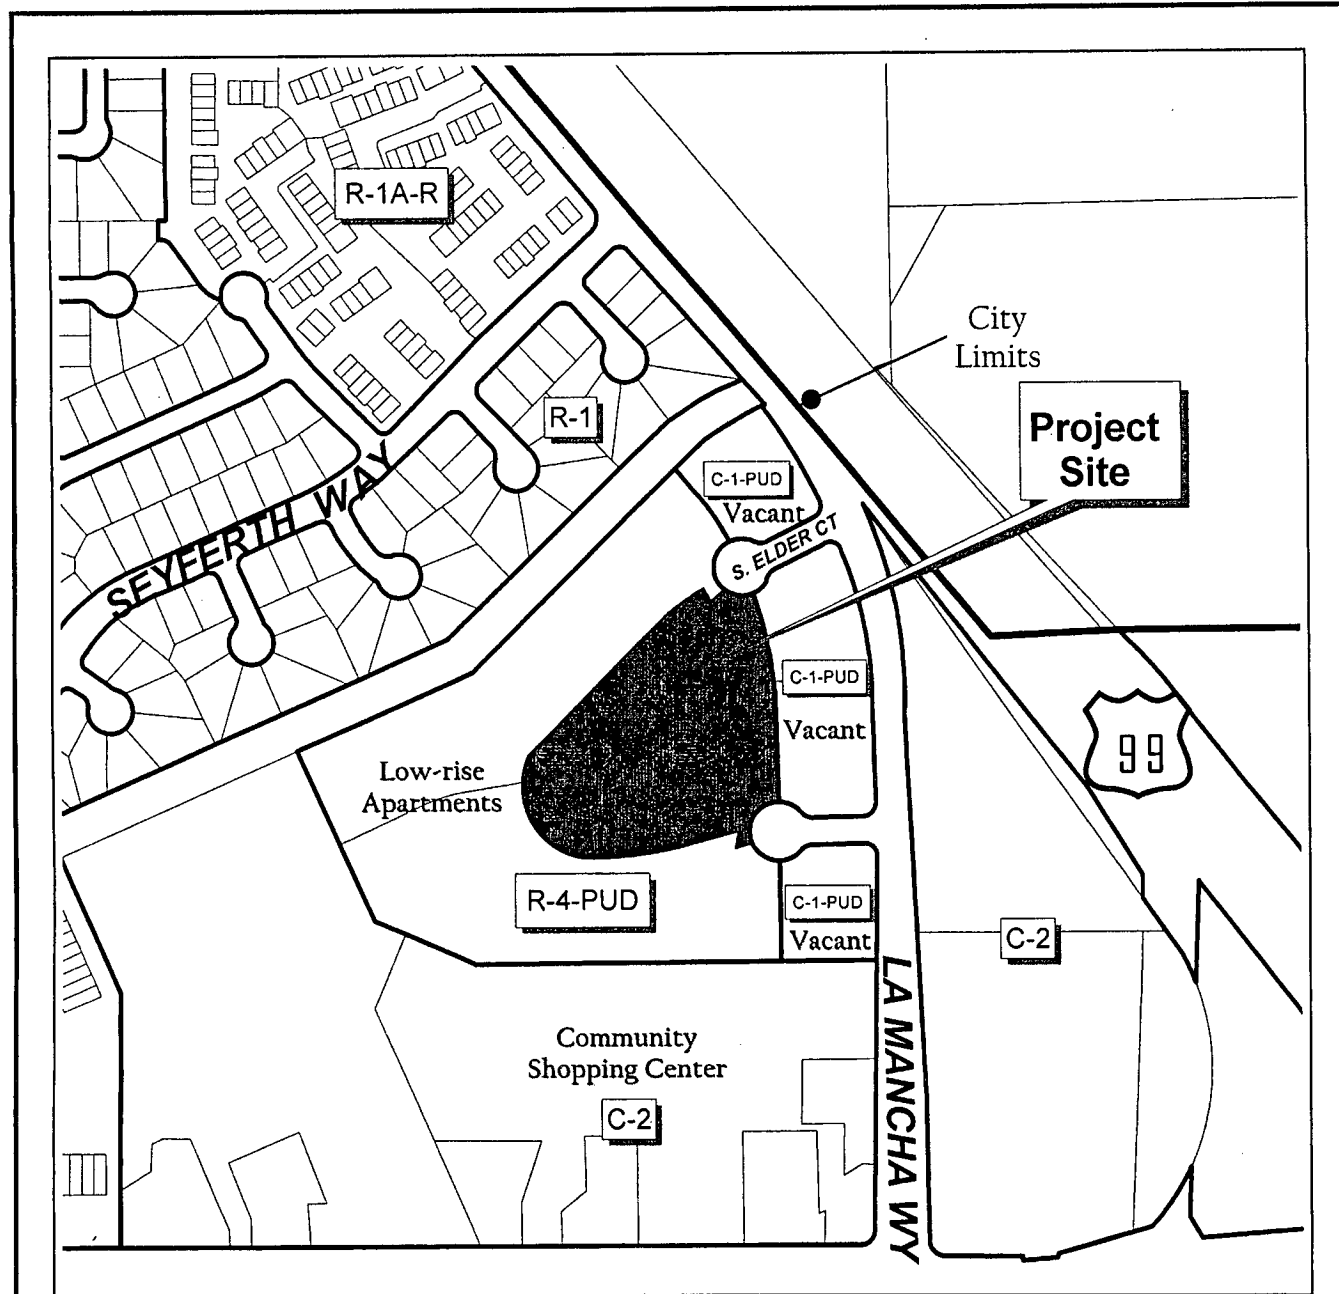 R-1A-R
City
Limits
Project
Site
R-1
C-1-PUD
Vacant
SEYFERTH WAY
S. ELDER CT
C-1-PUD
Vacant
99
Low-rise
Apartments
R-4-PUD
C-1-PUD
Vacant
C-2
LA MANCHA WY
Community
Shopping Center
C-2